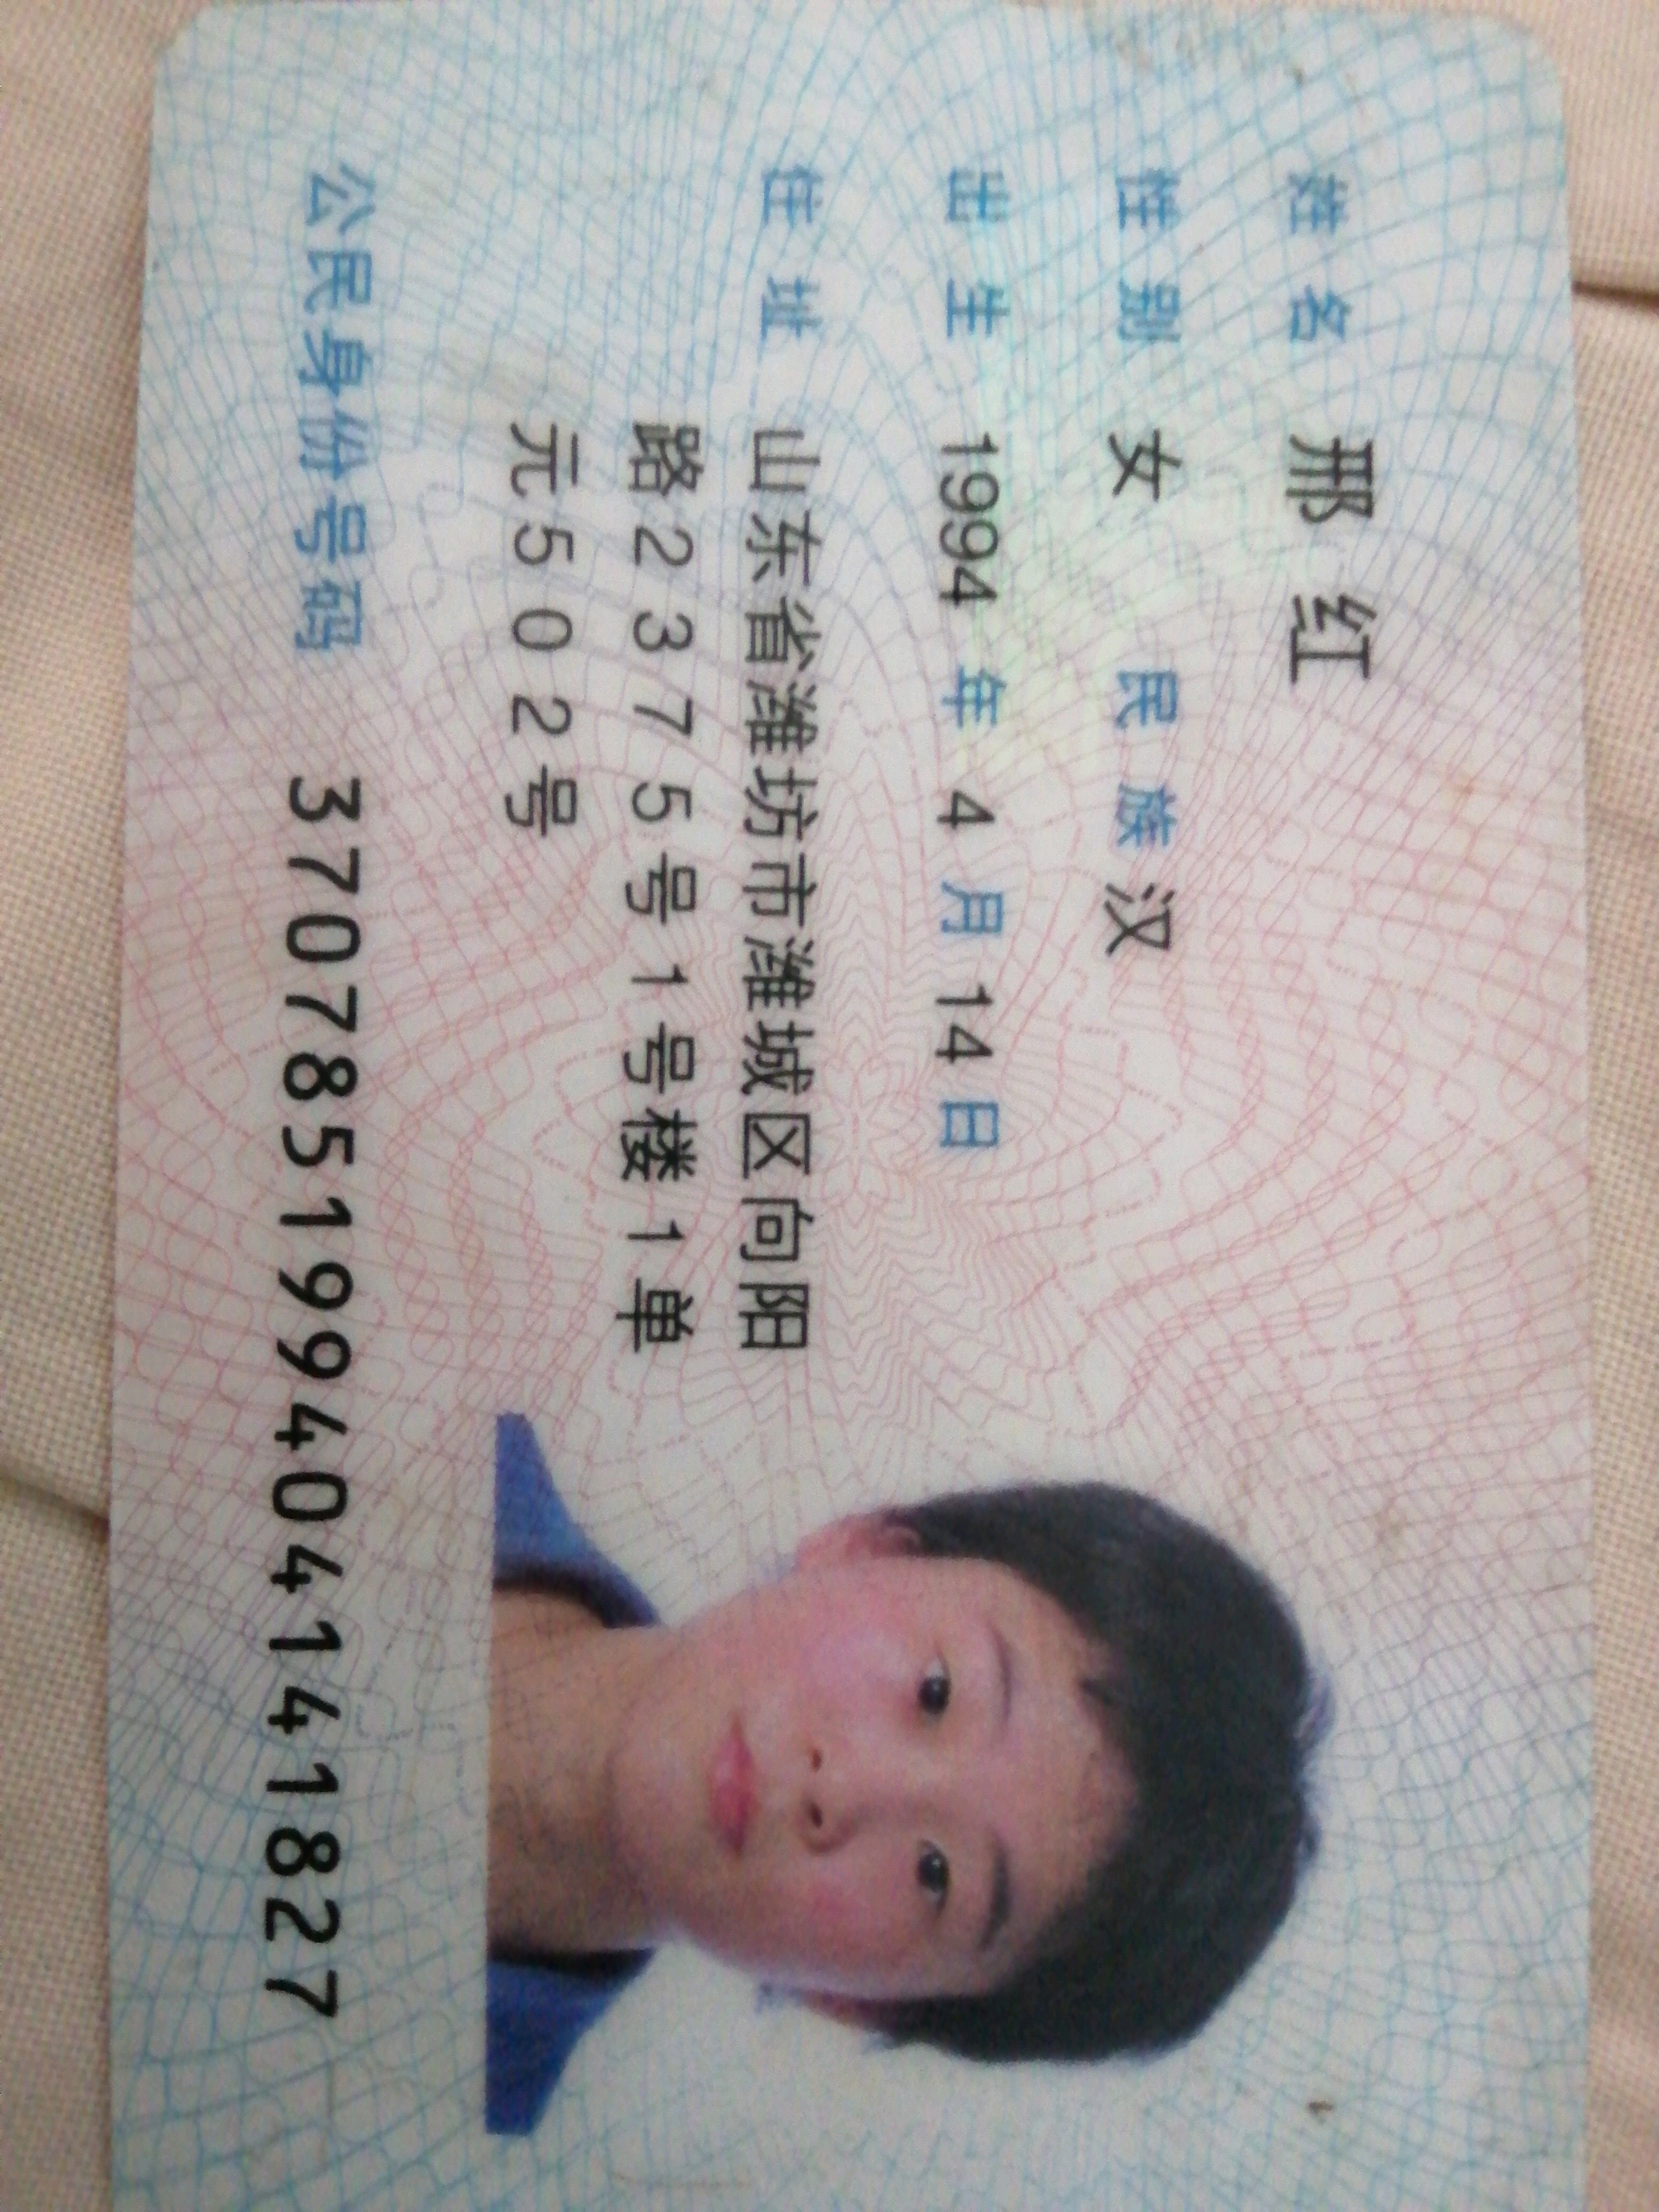 姓名 邢红
性别 女 民族 汉
出生 1994 年 4 月 14 日
住址 山东省潍坊市潍城区向阳
路2375号1号楼1单
元502号
公民身份号码 370785199404141827